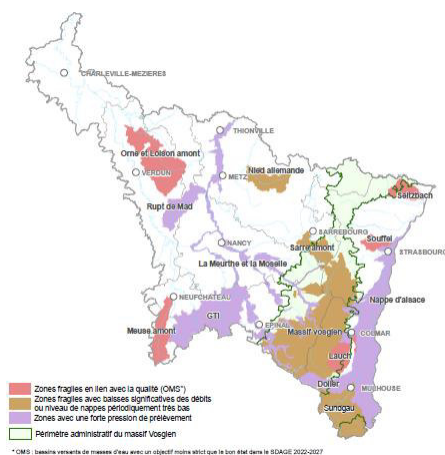 CHARLEVILLE-MEZIERES
THIONVILLE
Orne et Loison amont
VERDUN
METZ
Nied allemande
Seltzbach
Rupt de Mad
SARREBOURG
Souffel
NANCY
Sarre amont
STRASBOURG
La Meurthe et la Moselle
NEUFCHATEAU
Nappe d'alsace
GTI
Meuse amont
EPINAL
Massif vosgien
COLMAR
Lauch
Doller
MULHOUSE
Sundgau
Zones fragiles en lien avec la qualité (OMS*)
Zones fragiles avec baisses significatives des débits
ou niveau de nappes périodiquement très bas
Zones avec une forte pression de prélèvement
Périmètre administratif du massif Vosgien
* OMS : bassins versants de masses d'eau avec un objectif moins strict que le bon état dans le SDAGE 2022-2027